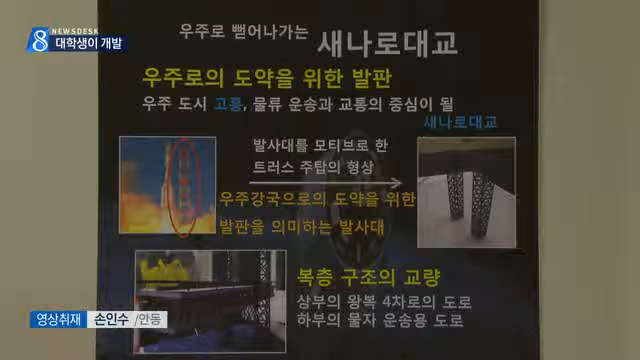 8 NEWSDESK
대학생이 개발
우주로 뻗어나가는 새나로대교
우주로의 도약을 위한 발판
우주 도시 고흥, 물류 운송과 교통의 중심이 될
새나로대교
발사대를 모티브로 한
트러스 주탑의 형상
우주강국으로의 도약을 위한
발판을 의미하는 발사대
복층 구조의 교량
상부의 왕복 4차로의 도로
하부의 물자 운송용 도로
영상취재 손인수 /안동